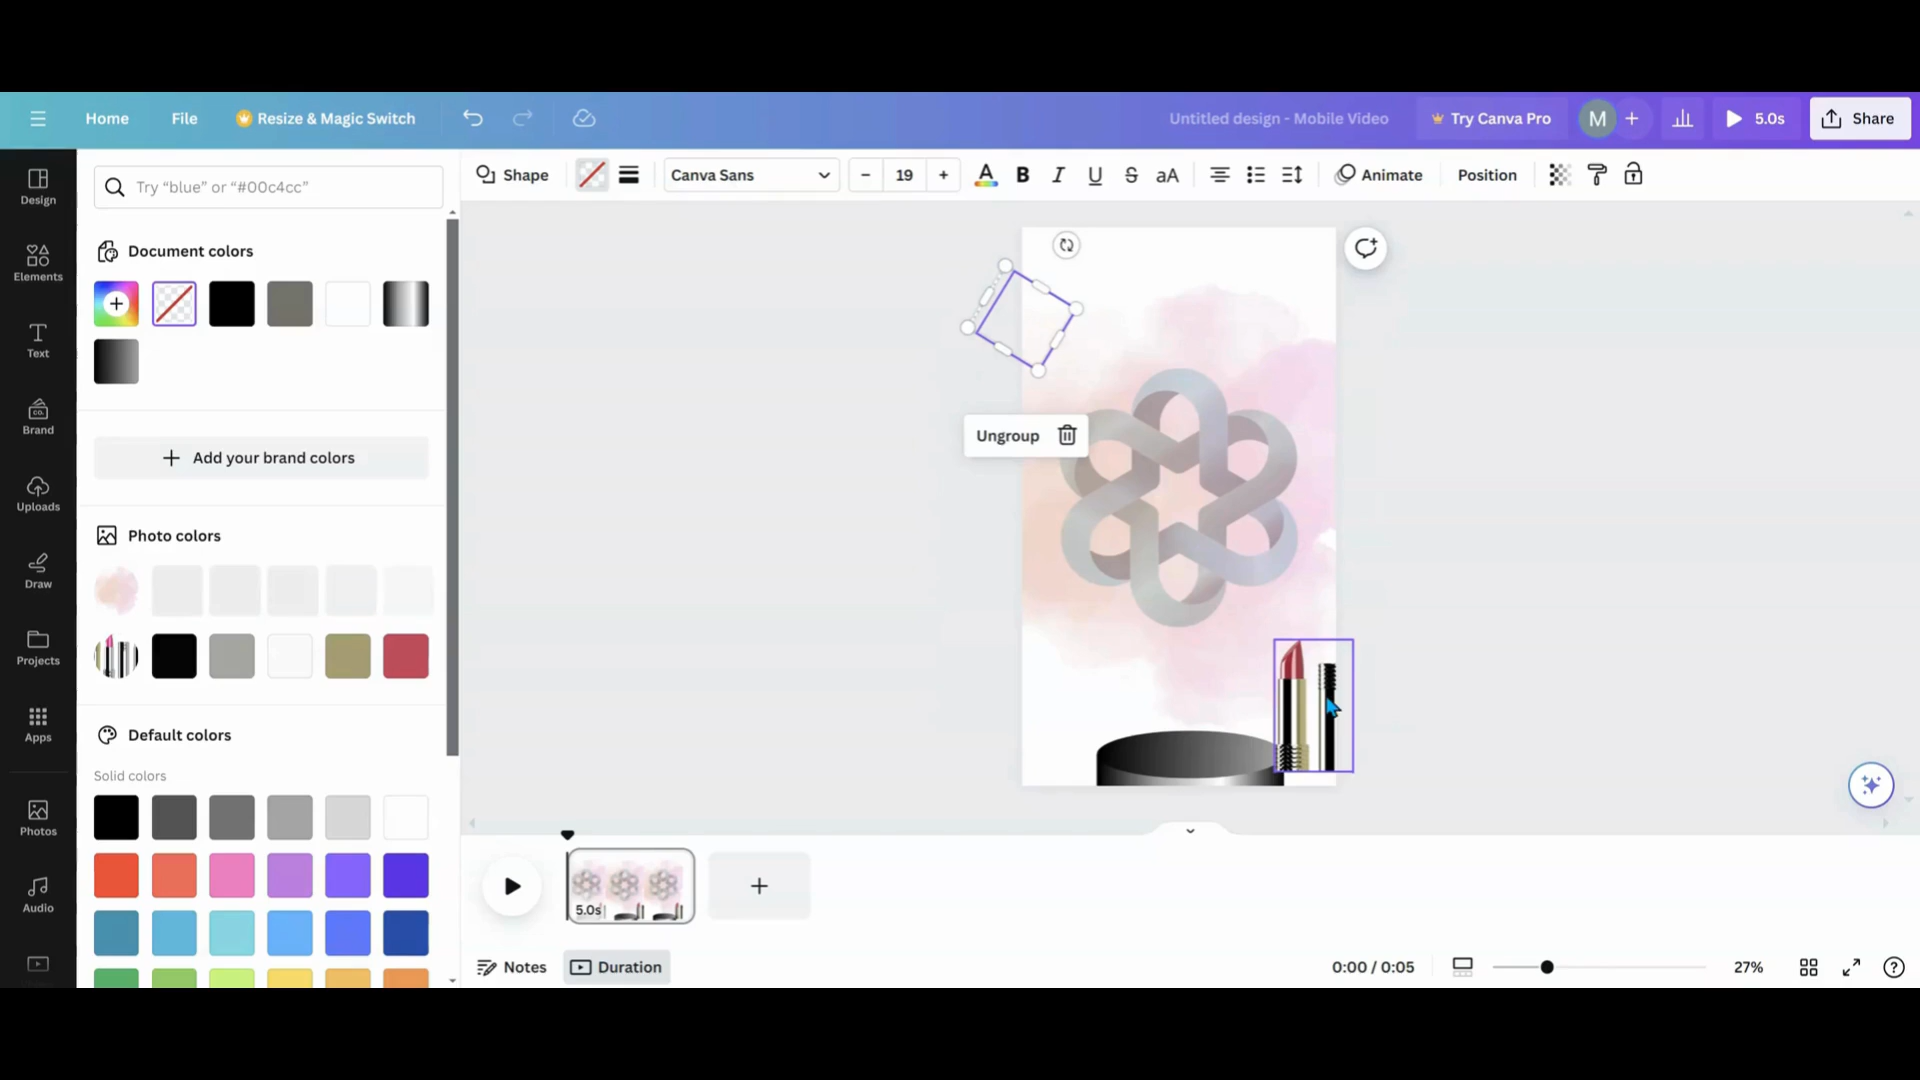 Home
File
Resize & Magic Switch
Untitled design - Mobile Video
Try Canva Pro
M
5.0s
Share
Design
Elements
Text
Brand
Uploads
Draw
Projects
Apps
Photos
Audio
Try “blue” or “#00c4cc”
Document colors
Add your brand colors
Photo colors
Default colors
Solid colors
Shape
Canva Sans
19
A
B
I
U
S
aA
Animate
Position
Ungroup
5.0s
Notes
Duration
0:00 / 0:05
27%